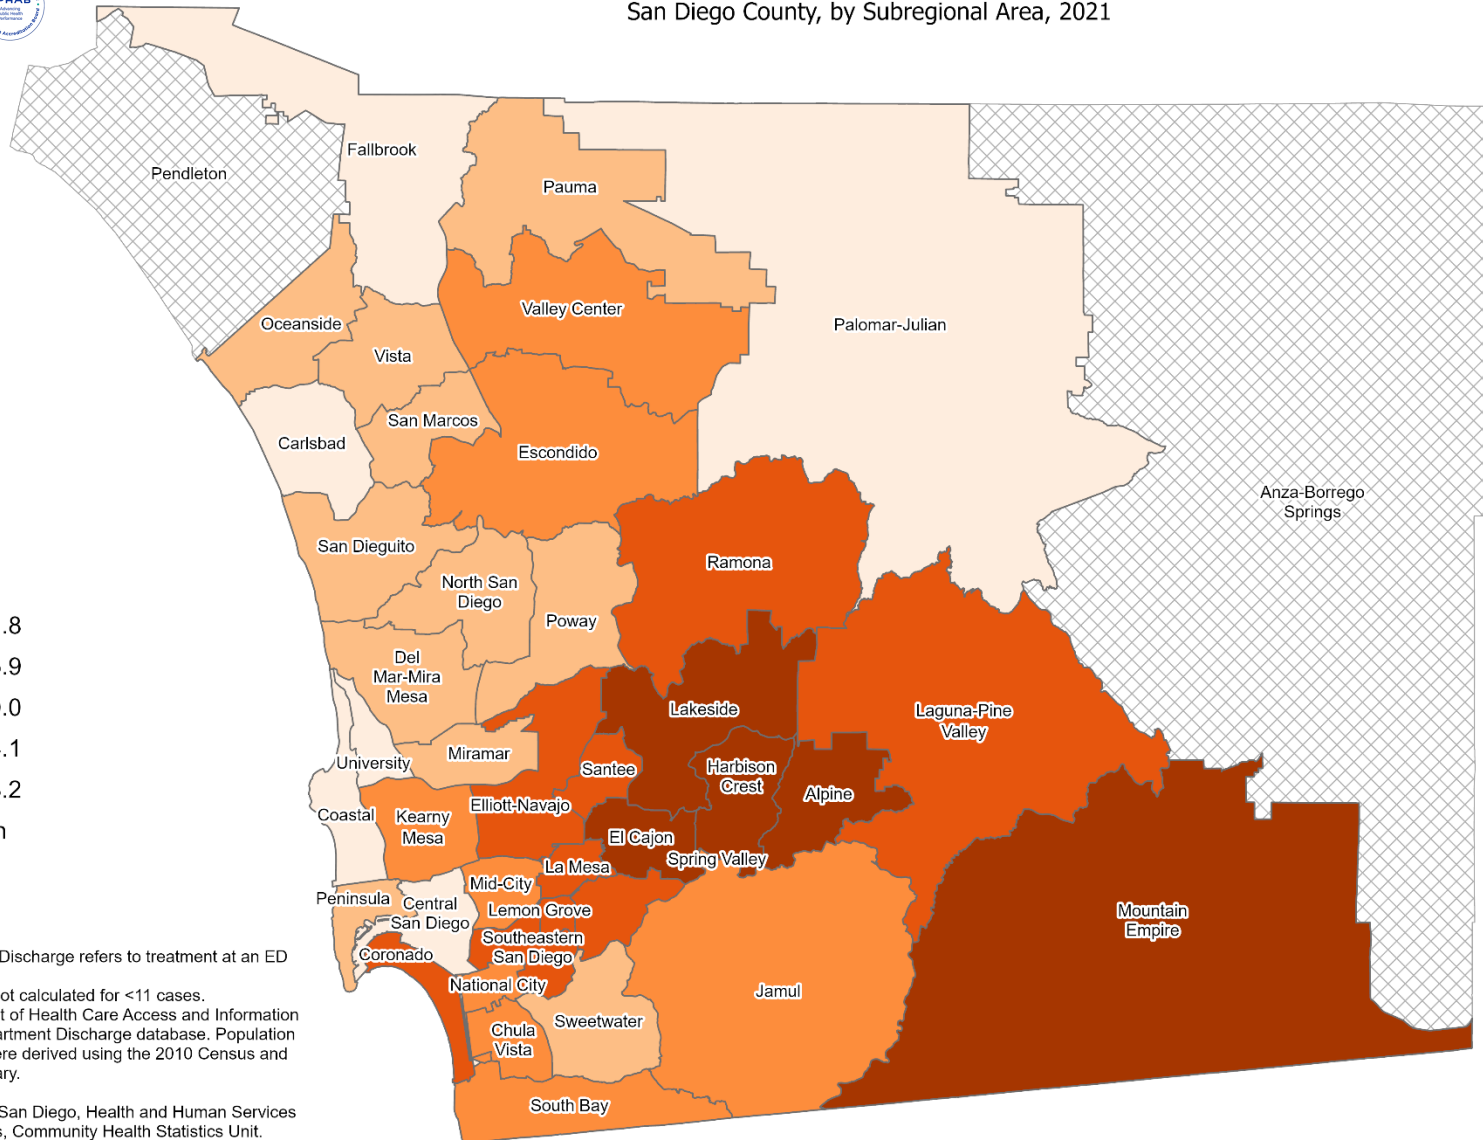 Advancing
San Diego County, by Subregional Area, 2021
Fallbrook
Pendleton
Pauma
Valley Center
Oceanside
Palomar-Julian
Vista
San Marcos
Carlsbad
Escondido
Anza-Borrego
Springs
San Dieguito
Ramona
North San
Diego
Poway
.8
Del
Mar-Mira
Mesa
.9
.0
Lakeside
Laguna-Pine
Valley
.1
Miramar
University
Santee
Harbison
Crest
.2
Alpine
Elliott-Navajo
Coastal
Kearny
Mesa
El Cajon
Spring Valley
La Mesa
Mid-City
Peninsula
Central
San Diego
Lemon Grove
Mountain
Empire
Southeastern
San Diego
Coronado
Discharge refers to treatment at an ED
National City
Jamul
ot calculated for <11 cases.
t of Health Care Access and Information
Sweetwater
artment Discharge database. Population
Chula
Vista
ere derived using the 2010 Census and
ary.
South Bay
San Diego, Health and Human Services
s, Community Health Statistics Unit.